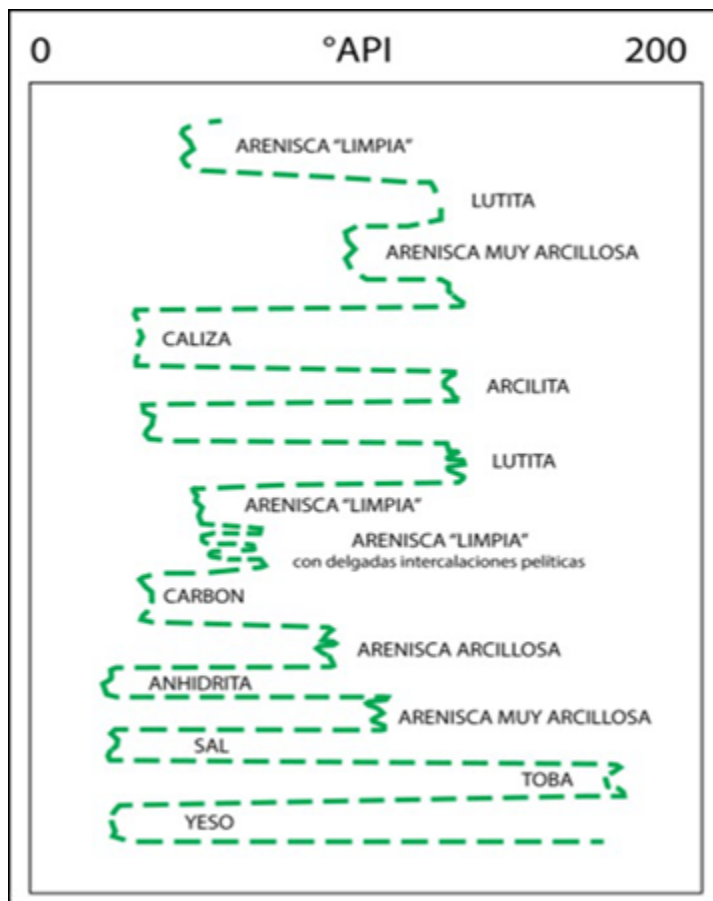 0 °API 200
ARENISCA "LIMPIA"
LUTITA
ARENISCA MUY ARCILLOSA
CALIZA
ARCILITA
LUTITA
ARENISCA "LIMPIA"
ARENISCA "LIMPIA"
con delgadas intercalaciones pelíticas
CARBON
ARENISCA ARCILLOSA
ANHIDRITA
ARENISCA MUY ARCILLOSA
SAL
TOBA
YESO